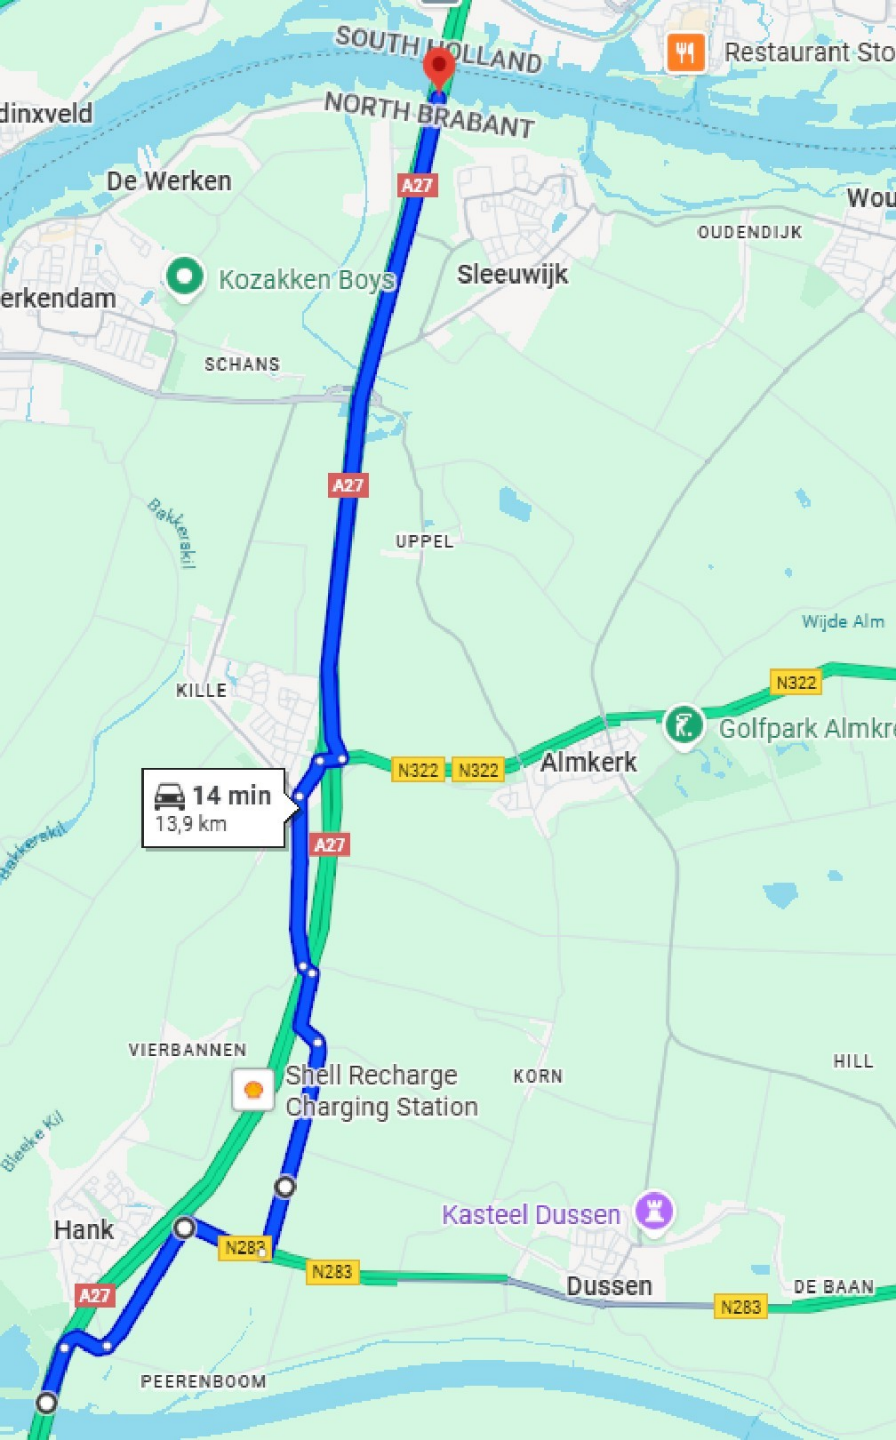 SOUTH HOLLAND
Restaurant Sto
dinxveld
NORTH BRABANT
De Werken
A27
Wou
OUDENDIJK
Kozakken Boys
Sleeuwijk
erkendam
SCHANS
A27
Bakkerskil
UPPEL
Wijde Alm
KILLE
N322
Golfpark Almkre
N322
N322
Almkerk
14 min
13,9 km
A27
Bakkerskil
VIERBANNEN
HILL
Shell Recharge
Charging Station
KORN
Bleeke Kil
Kasteel Dussen
Hank
N283
N283
Dussen
DE BAAN
A27
N283
PEERENBOOM